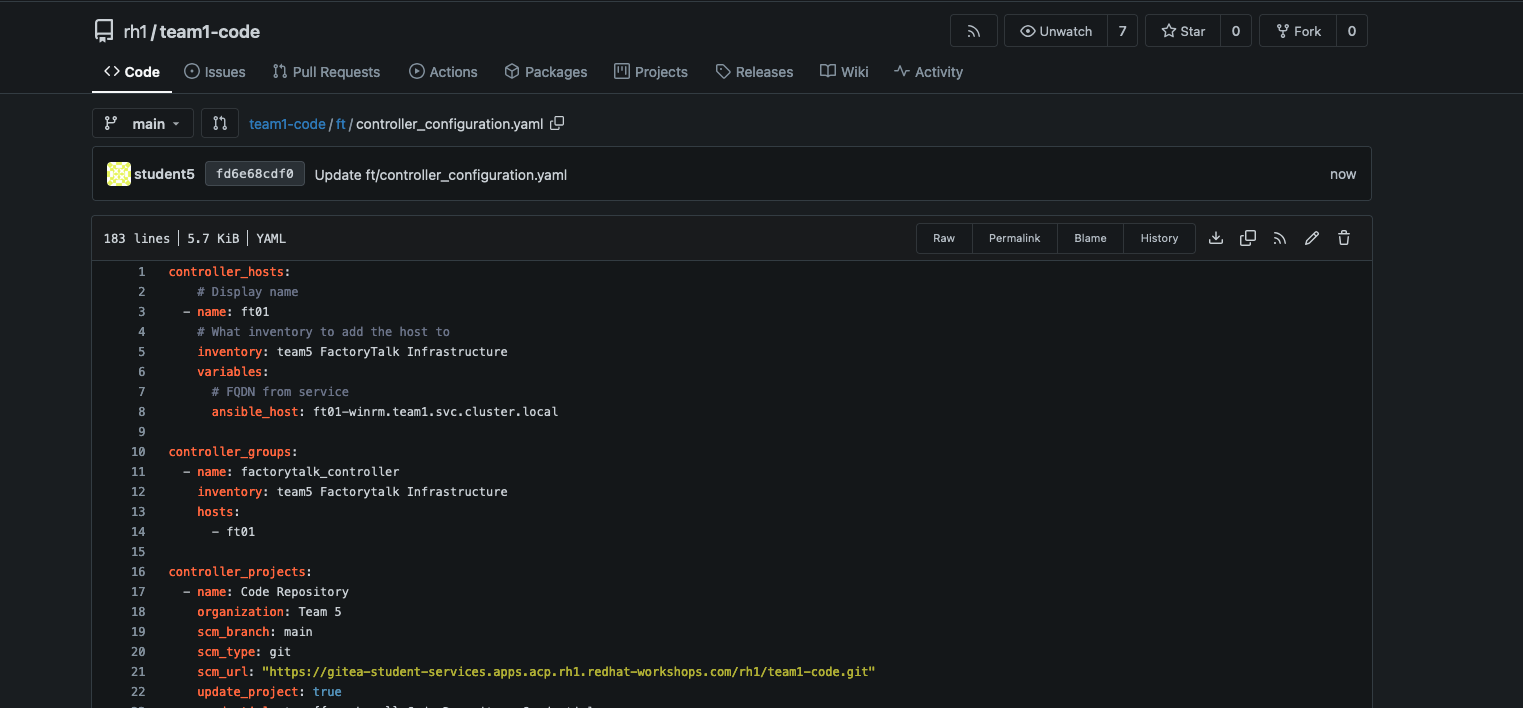 rh1/team1-code
Unwatch 7 Star 0 Fork 0
Code Issues Pull Requests Actions Packages Projects Releases Wiki Activity
main team1-code/ft/controller_configuration.yaml
student5 fd6e68cdf0 Update ft/controller_configuration.yaml now
183 lines 5.7 KiB YAML Raw Permalink Blame History
1 controller_hosts:
2     # Display name
3   - name: ft01
4     # What inventory to add the host to
5     inventory: team5 FactoryTalk Infrastructure
6     variables:
7       # FQDN from service
8       ansible_host: ft01-winrm.team1.svc.cluster.local
9
10 controller_groups:
11   - name: factorytalk_controller
12     inventory: team5 Factorytalk Infrastructure
13     hosts:
14       - ft01
15
16 controller_projects:
17   - name: Code Repository
18     organization: Team 5
19     scm_branch: main
20     scm_type: git
21     scm_url: "https://gitea-student-services.apps.acp.rh1.redhat-workshops.com/rh1/team1-code.git"
22     update_project: true